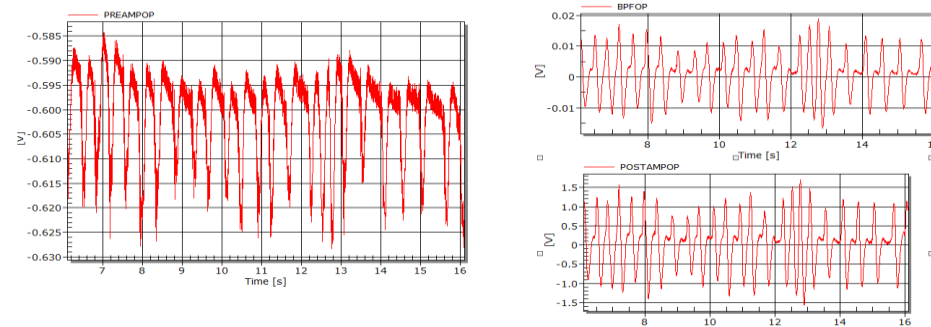 PREAMPOP
-0.585
-0.590
-0.595
-0.600
-0.605
-0.610
-0.615
-0.620
-0.625
-0.630
[V]
7 8 9 10 11 12 13 14 15 16
Time [s]
BPFOP
0.02
0.01
0
-0.01
[V]
8 10 12 14 1
Time [s]
POSTAMPOP
1.5
1.0
0.5
0
-0.5
-1.0
-1.5
[V]
8 10 12 14 16